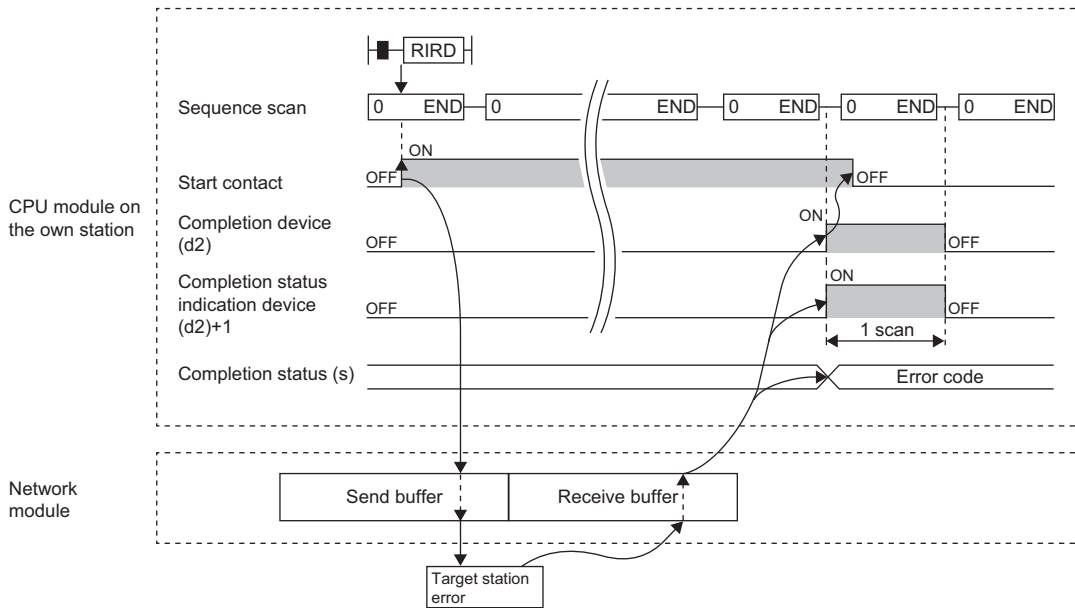 RIRD
Sequence scan
0 END 0 END 0 END 0 END 0 END
ON
Start contact
OFF
OFF
CPU module on
the own station
Completion device
(d2)
ON
OFF
OFF
Completion status
indication device
(d2)+1
ON
OFF
OFF
1 scan
Completion status (s)
Error code
Network
module
Send buffer
Receive buffer
Target station
error